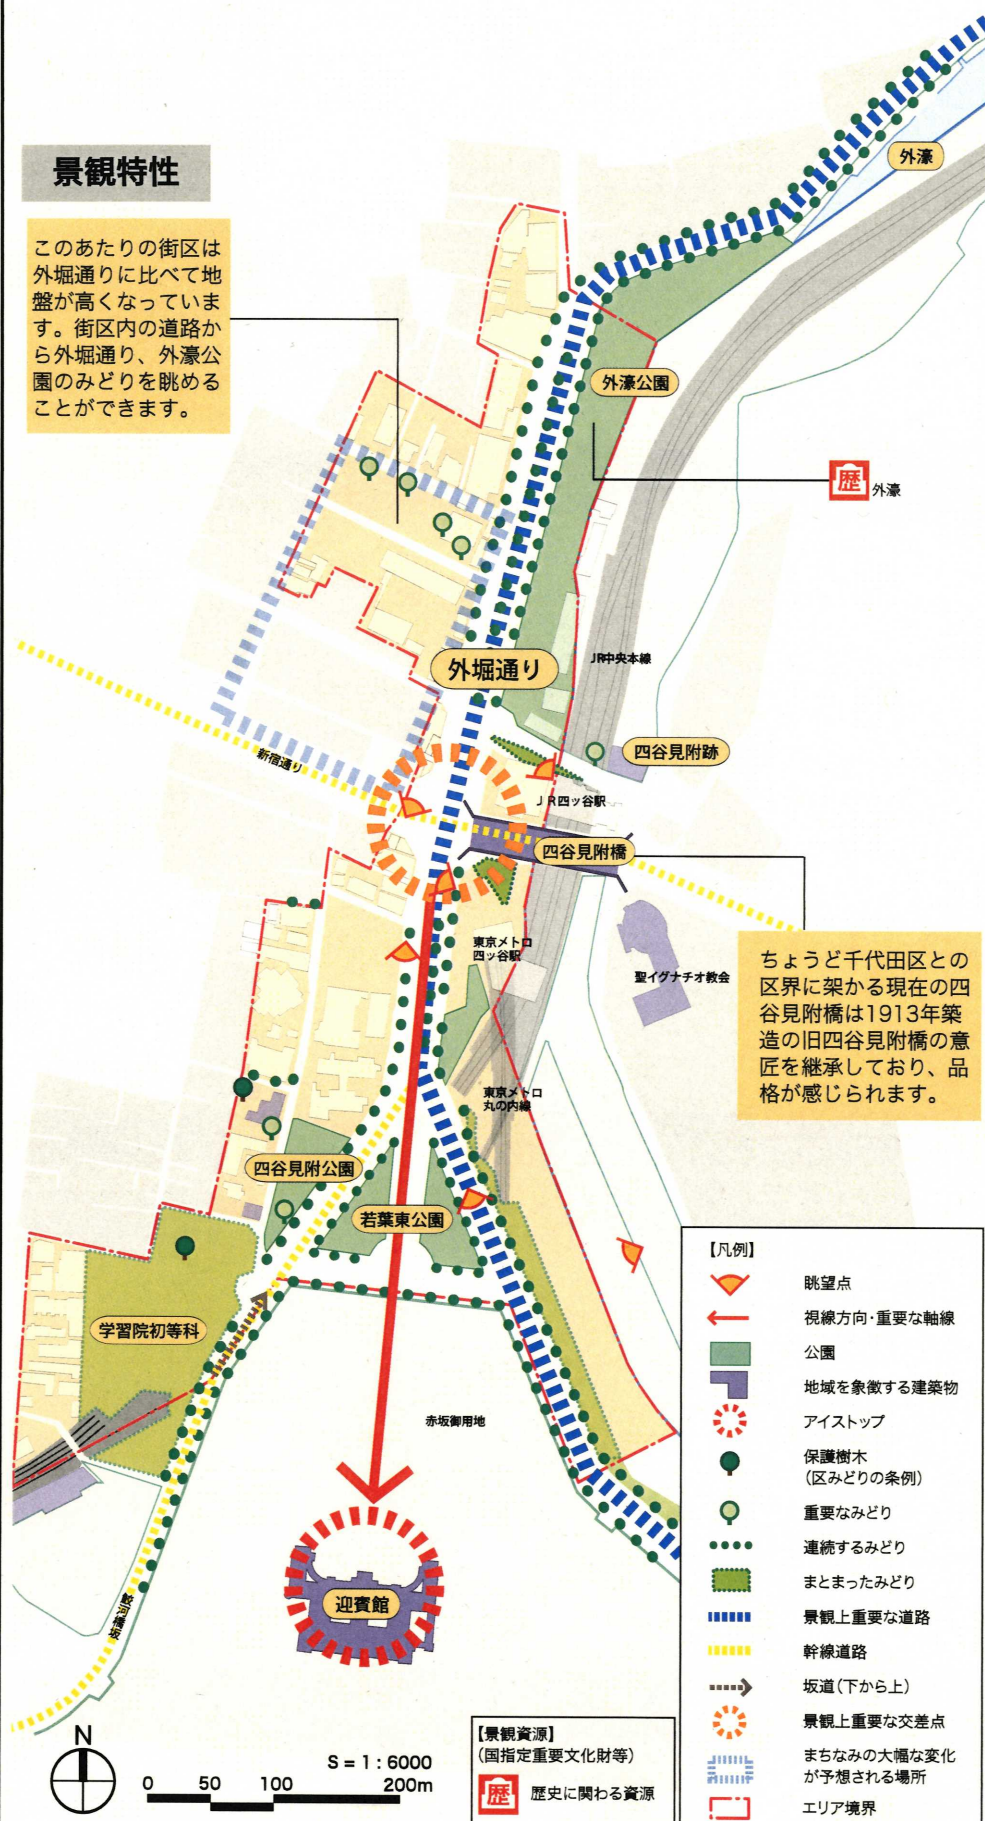 景観特性
このあたりの街区は
外堀通りに比べて地
盤が高くなっていま
す。街区内の道路か
ら外堀通り、外濠公
園のみどりを眺める
ことができます。
外濠
外濠公園
歴 外濠
外堀通り
JR中央本線
四谷見附跡
新宿通り
JR四ッ谷駅
四谷見附橋
東京メトロ
四ッ谷駅
聖イグナチオ教会
ちょうど千代田区との
区界に架かる現在の四
谷見附橋は1913年築
造の旧四谷見附橋の意
匠を継承しており、品
格が感じられます。
東京メトロ
丸の内線
四谷見附公園
若葉東公園
学習院初等科
赤坂御用地
迎賓館
鮫河橋坂
N
S = 1 : 6000
0 50 100 200m
【景観資源】
(国指定重要文化財等)
歴 歴史に関わる資源
【凡例】
眺望点
視線方向・重要な軸線
公園
地域を象徴する建築物
アイストップ
保護樹木
(区みどりの条例)
重要なみどり
連続するみどり
まとまったみどり
景観上重要な道路
幹線道路
坂道(下から上)
景観上重要な交差点
まちなみの大幅な変化
が予想される場所
エリア境界